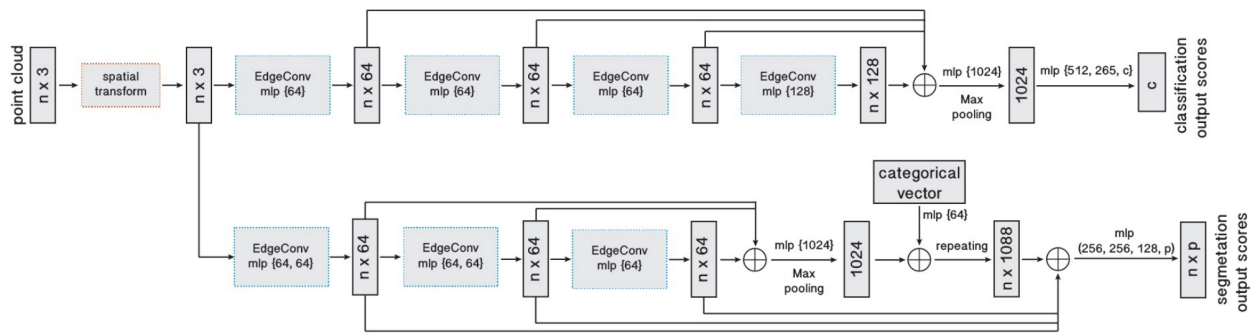 point cloud
n x 3
spatial
transform
n x 3
EdgeConv
mlp {64}
n x 64
EdgeConv
mlp {64}
n x 64
EdgeConv
mlp {64}
n x 64
EdgeConv
mlp {128}
n x 128
mlp {1024}
Max
pooling
1024
mlp {512, 265, c}
c
classification
output scores
EdgeConv
mlp {64, 64}
n x 64
EdgeConv
mlp {64, 64}
n x 64
EdgeConv
mlp {64}
n x 64
mlp {1024}
Max
pooling
1024
categorical
vector
mlp {64}
repeating
n x 1088
mlp
(256, 256, 128, p}
n x p
segmetation
output scores